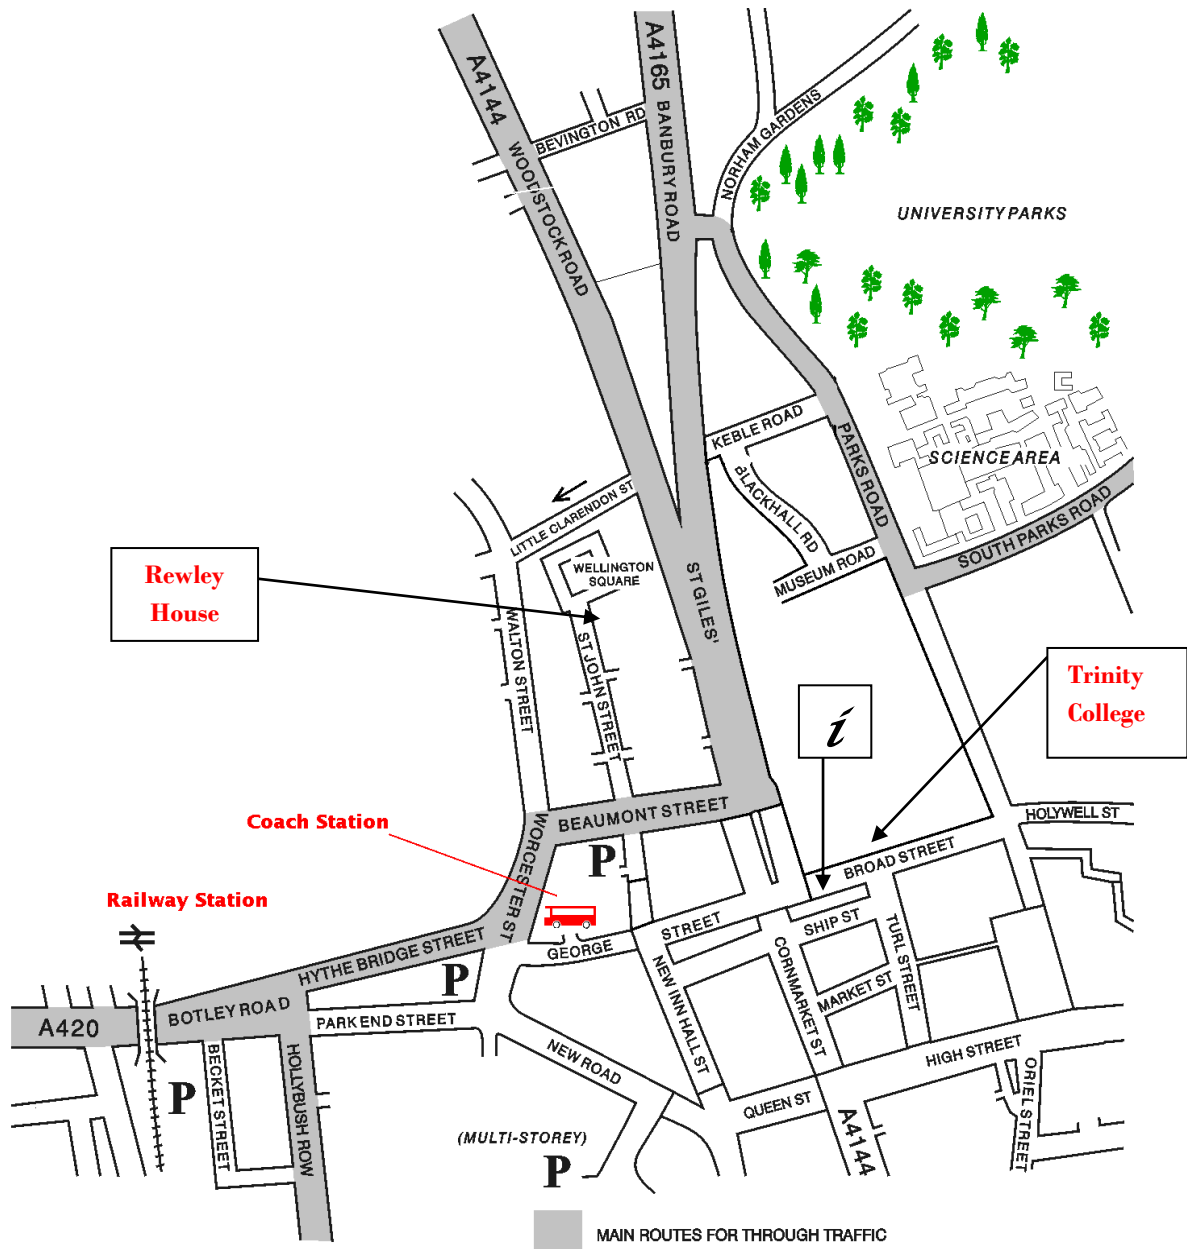 A4144
WOODSTOCK ROAD
A4165
BANBURY ROAD
BEVINGTON RD
NORHAM GARDENS
UNIVERSITY PARKS
KEBLE ROAD
BLACKHALL RD
PARKS ROAD
MUSEUM ROAD
SCIENCE AREA
SOUTH PARKS ROAD
LITTLE CLARENDON ST
WELLINGTON
SQUARE
ST GILES'
Rewley
House
WALTON STREET
ST JOHN STREET
Trinity
College
i
BEAUMONT STREET
HOLYWELL ST
Coach Station
WORCESTER ST
P
BROAD STREET
Railway Station
GEORGE
STREET
SHIP ST
TURL STREET
HYTHE BRIDGE STREET
P
NEW INN HALL ST
CORNMARKET ST
MARKET ST
A420
BOTLEY ROAD
PARK END STREET
NEW ROAD
HIGH STREET
BECKET STREET
HOLLYBUSH ROW
P
QUEEN ST
ORIEL STREET
A4144
(MULTI-STOREY)
P
MAIN ROUTES FOR THROUGH TRAFFIC